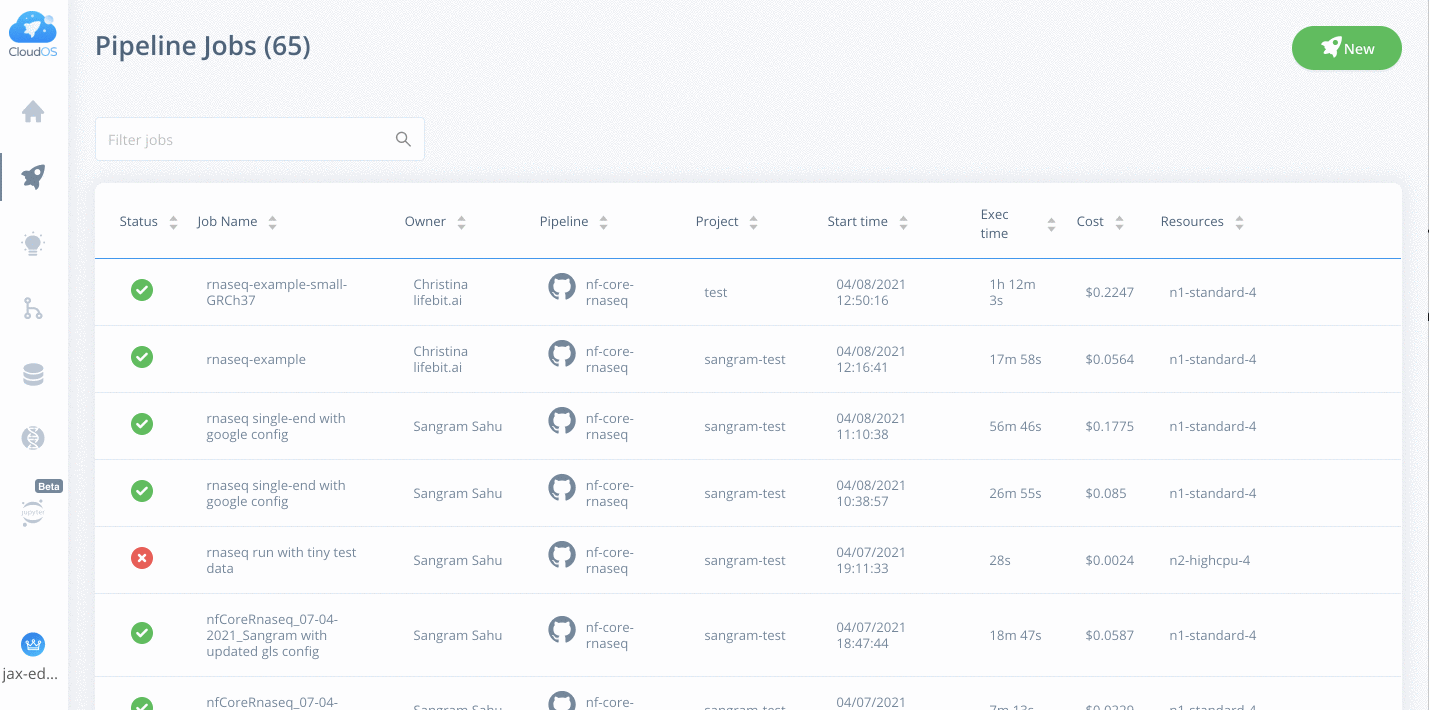 CloudOS
Pipeline Jobs (65)
New
Filter jobs
Status Job Name Owner Pipeline Project Start time Exec time Cost Resources
rnaseq-example-small-
GRCh37
Christina
lifebit.ai
nf-core-
rnaseq
test
04/08/2021
12:50:16
1h 12m
3s
$0.2247
n1-standard-4
rnaseq-example
Christina
lifebit.ai
nf-core-
rnaseq
sangram-test
04/08/2021
12:16:41
17m 58s
$0.0564
n1-standard-4
rnaseq single-end with
google config
Sangram Sahu
nf-core-
rnaseq
sangram-test
04/08/2021
11:10:38
56m 46s
$0.1775
n1-standard-4
rnaseq single-end with
google config
Sangram Sahu
nf-core-
rnaseq
sangram-test
04/08/2021
10:38:57
26m 55s
$0.085
n1-standard-4
rnaseq run with tiny test
data
Sangram Sahu
nf-core-
rnaseq
sangram-test
04/07/2021
19:11:33
28s
$0.0024
n2-highcpu-4
nfCoreRnaseq_07-04-
2021_Sangram with
updated gls config
Sangram Sahu
nf-core-
rnaseq
sangram-test
04/07/2021
18:47:44
18m 47s
$0.0587
n1-standard-4
nfCoreRnaseq_07-04-
Sangram Sahu
nf-core-
sangram-test
04/07/2021
7m 13s
$0.0229
n1-standard-4
Beta
jupyter
jax-ed...